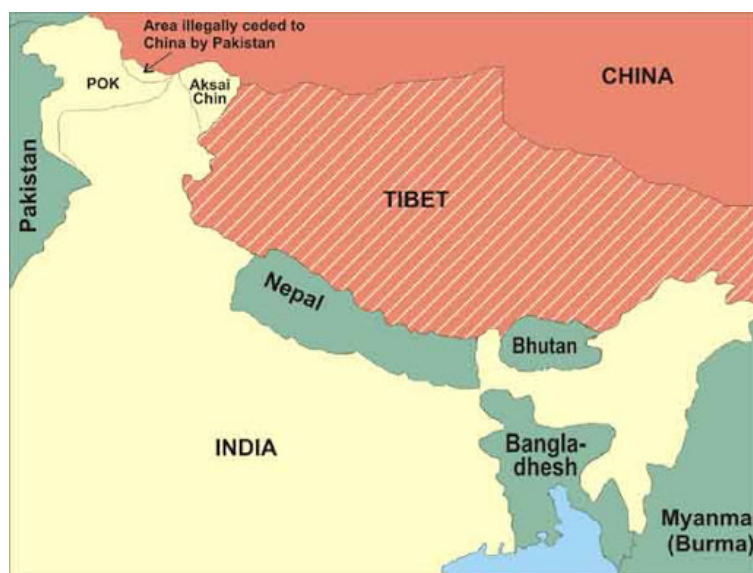 Area illegally ceded to
China by Pakistan
POK
Aksai
Chin
CHINA
Pakistan
TIBET
Nepal
Bhutan
INDIA
Bangla-
dhesh
Myanma
(Burma)